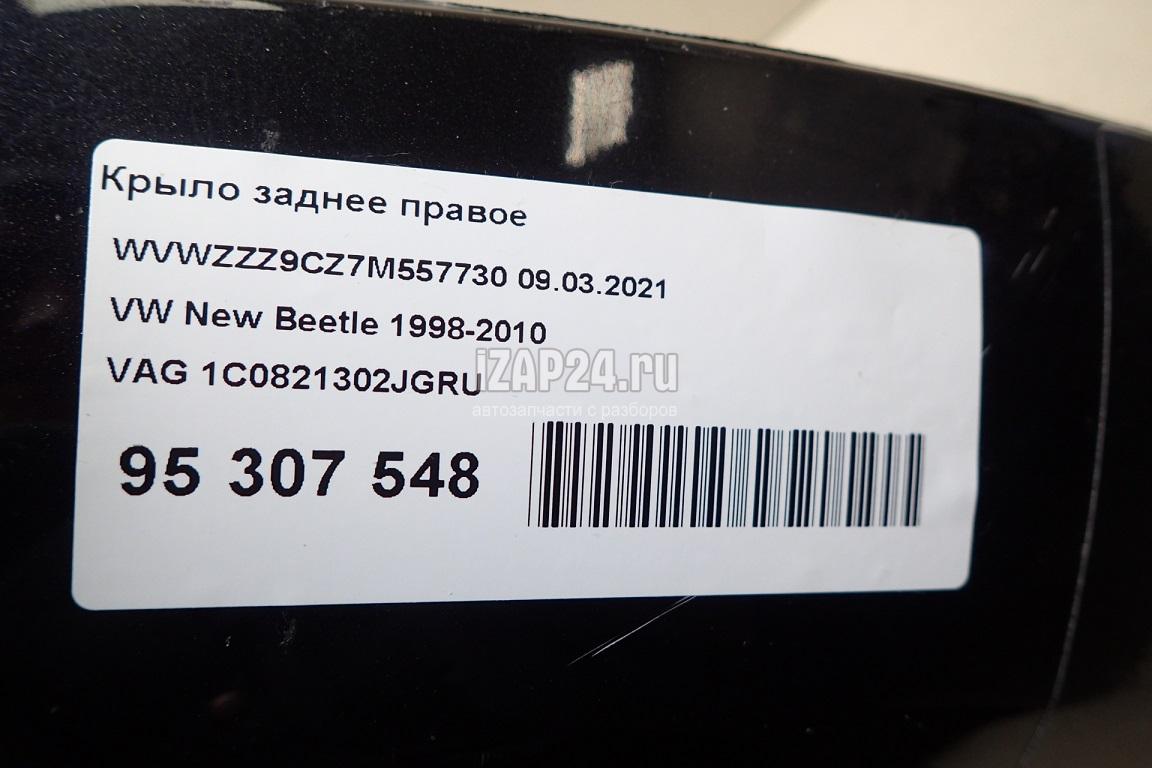 Крыло заднее правое
WVWZZZ9CZ7M557730 09.03.2021
VW New Beetle 1998-2010
VAG 1C0821302JGRU
iZAP24.ru
автозапчасти с разборов
95 307 548